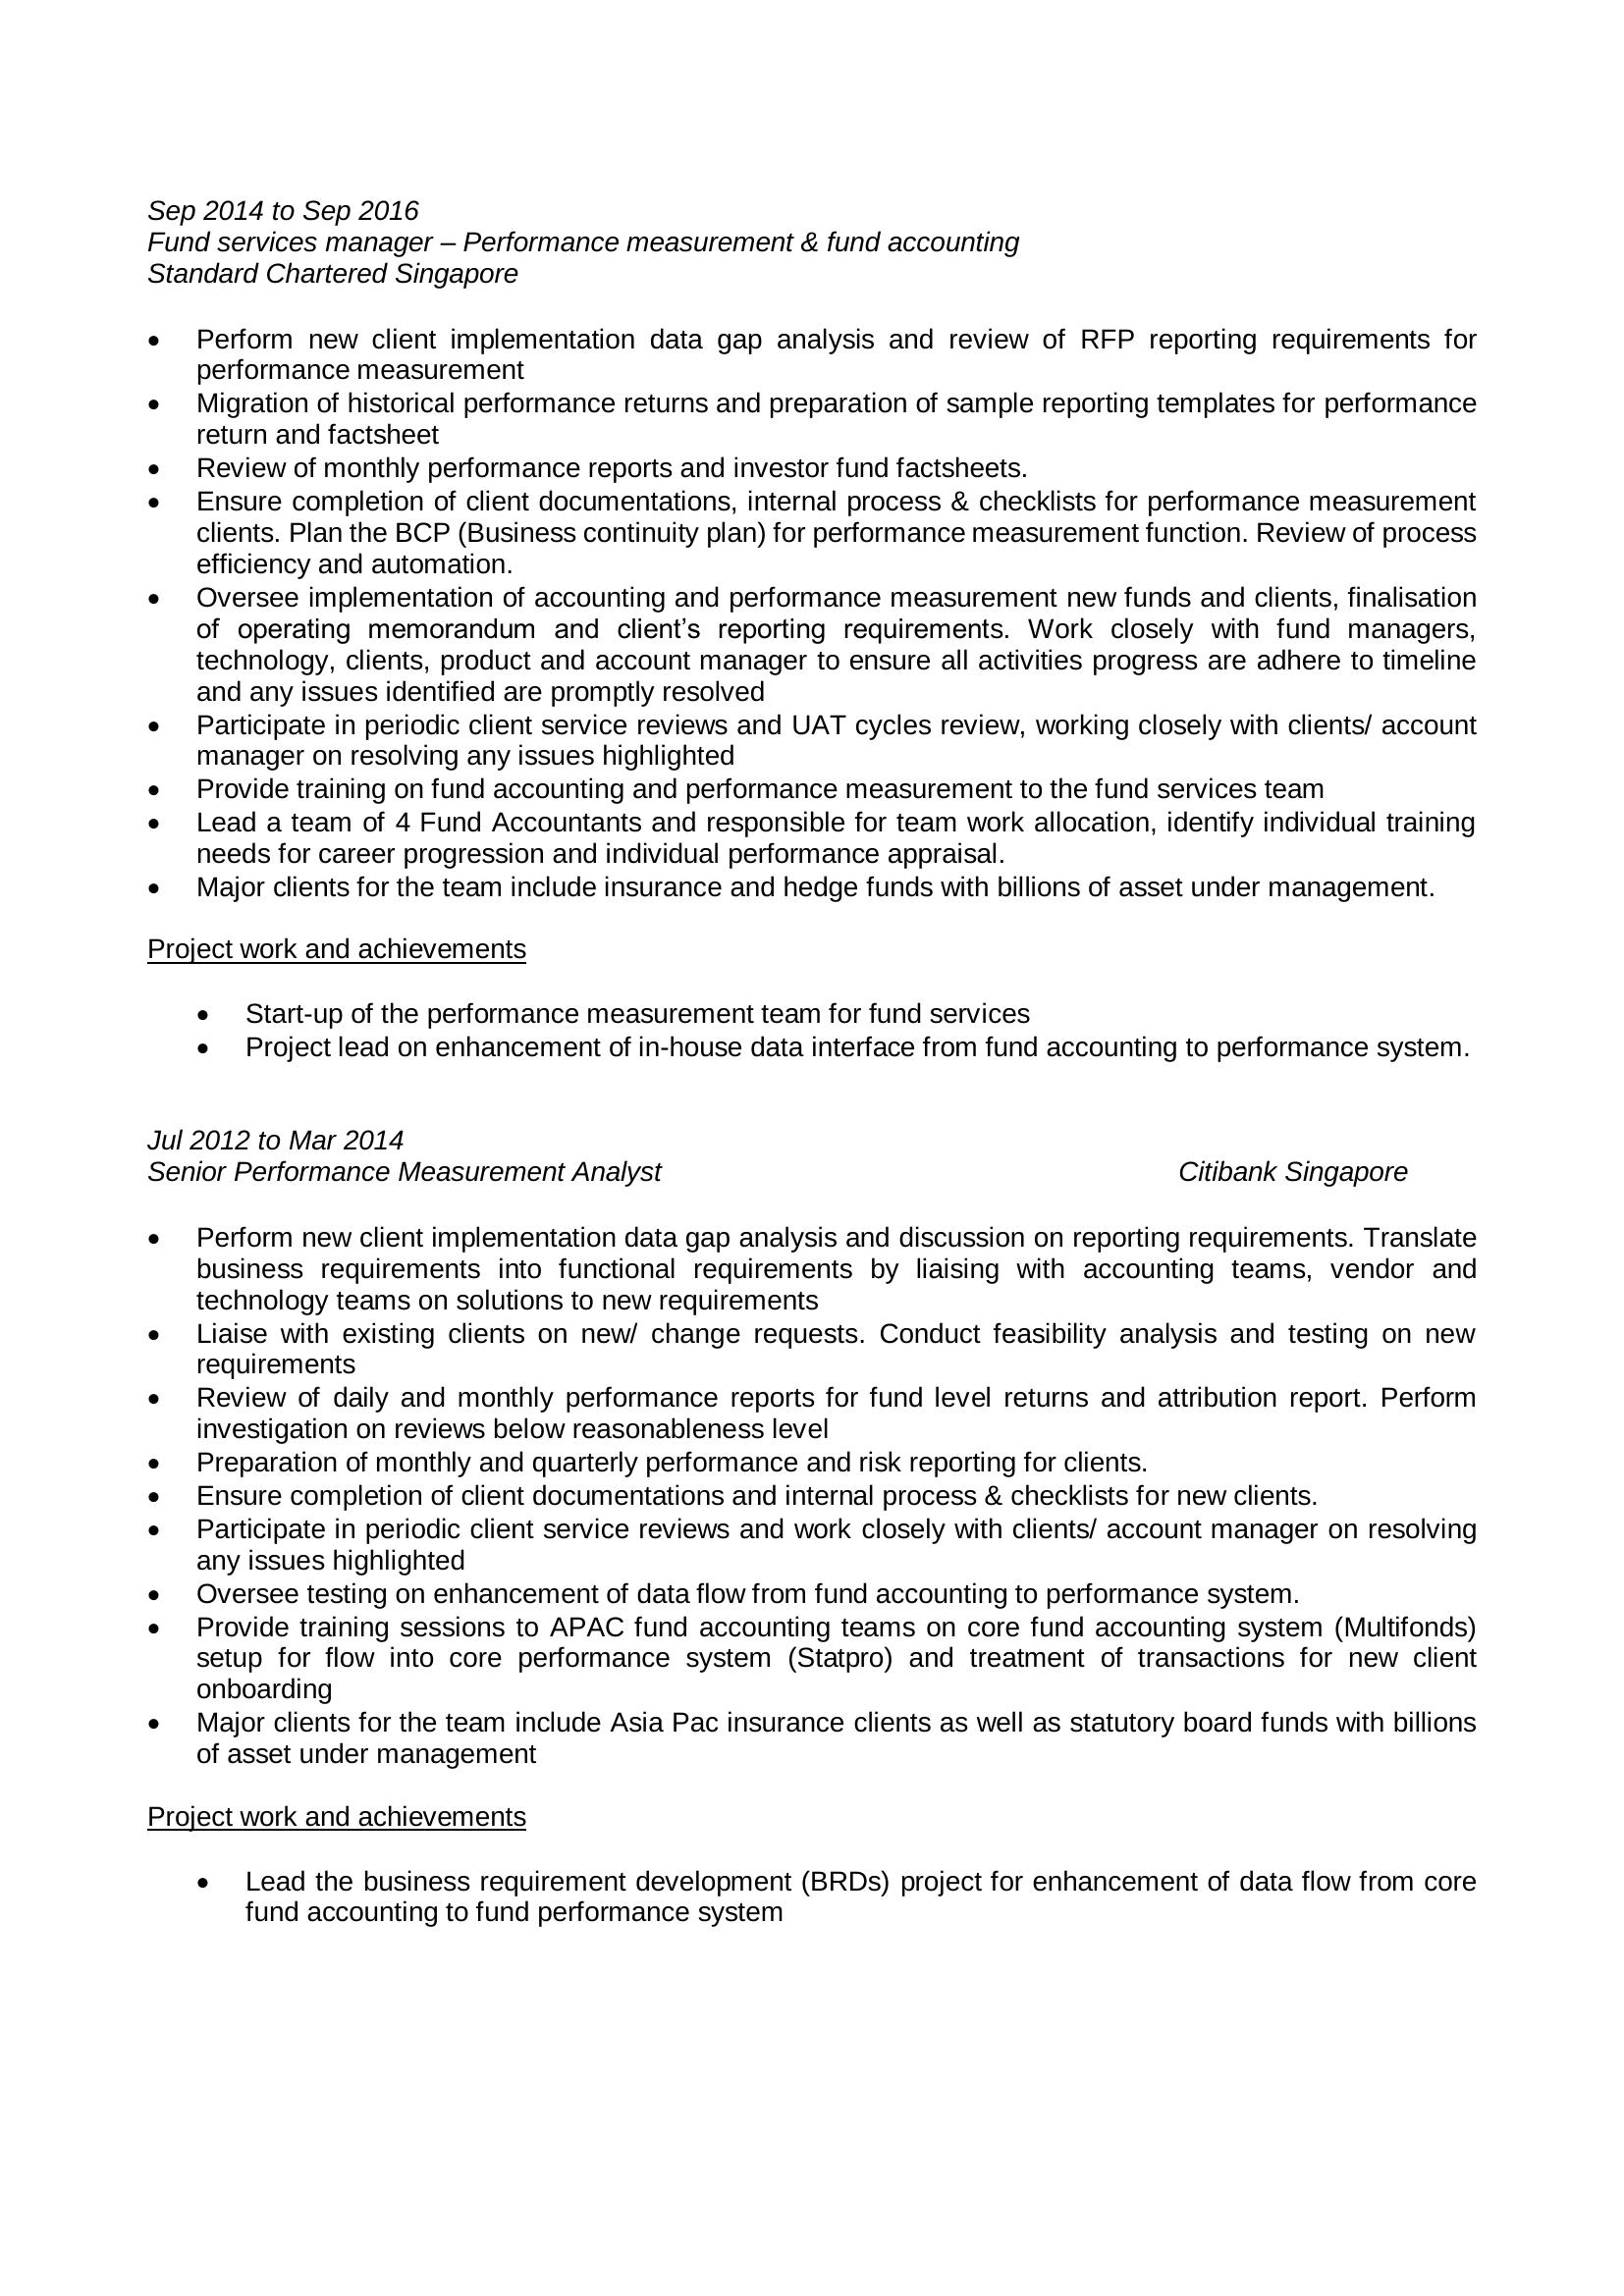 Sep 2014 to Sep 2016
Fund services manager – Performance measurement & fund accounting
Standard Chartered Singapore
• Perform new client implementation data gap analysis and review of RFP reporting requirements for
performance measurement
• Migration of historical performance returns and preparation of sample reporting templates for performance
return and factsheet
• Review of monthly performance reports and investor fund factsheets.
• Ensure completion of client documentations, internal process & checklists for performance measurement
clients. Plan the BCP (Business continuity plan) for performance measurement function. Review of process
efficiency and automation.
• Oversee implementation of accounting and performance measurement new funds and clients, finalisation
of operating memorandum and client’s reporting requirements. Work closely with fund managers,
technology, clients, product and account manager to ensure all activities progress are adhere to timeline
and any issues identified are promptly resolved
• Participate in periodic client service reviews and UAT cycles review, working closely with clients/ account
manager on resolving any issues highlighted
• Provide training on fund accounting and performance measurement to the fund services team
• Lead a team of 4 Fund Accountants and responsible for team work allocation, identify individual training
needs for career progression and individual performance appraisal.
• Major clients for the team include insurance and hedge funds with billions of asset under management.
Project work and achievements
• Start-up of the performance measurement team for fund services
• Project lead on enhancement of in-house data interface from fund accounting to performance system.
Jul 2012 to Mar 2014
Senior Performance Measurement Analyst Citibank Singapore
• Perform new client implementation data gap analysis and discussion on reporting requirements. Translate
business requirements into functional requirements by liaising with accounting teams, vendor and
technology teams on solutions to new requirements
• Liaise with existing clients on new/ change requests. Conduct feasibility analysis and testing on new
requirements
• Review of daily and monthly performance reports for fund level returns and attribution report. Perform
investigation on reviews below reasonableness level
• Preparation of monthly and quarterly performance and risk reporting for clients.
• Ensure completion of client documentations and internal process & checklists for new clients.
• Participate in periodic client service reviews and work closely with clients/ account manager on resolving
any issues highlighted
• Oversee testing on enhancement of data flow from fund accounting to performance system.
• Provide training sessions to APAC fund accounting teams on core fund accounting system (Multifonds)
setup for flow into core performance system (Statpro) and treatment of transactions for new client
onboarding
• Major clients for the team include Asia Pac insurance clients as well as statutory board funds with billions
of asset under management
Project work and achievements
• Lead the business requirement development (BRDs) project for enhancement of data flow from core
fund accounting to fund performance system